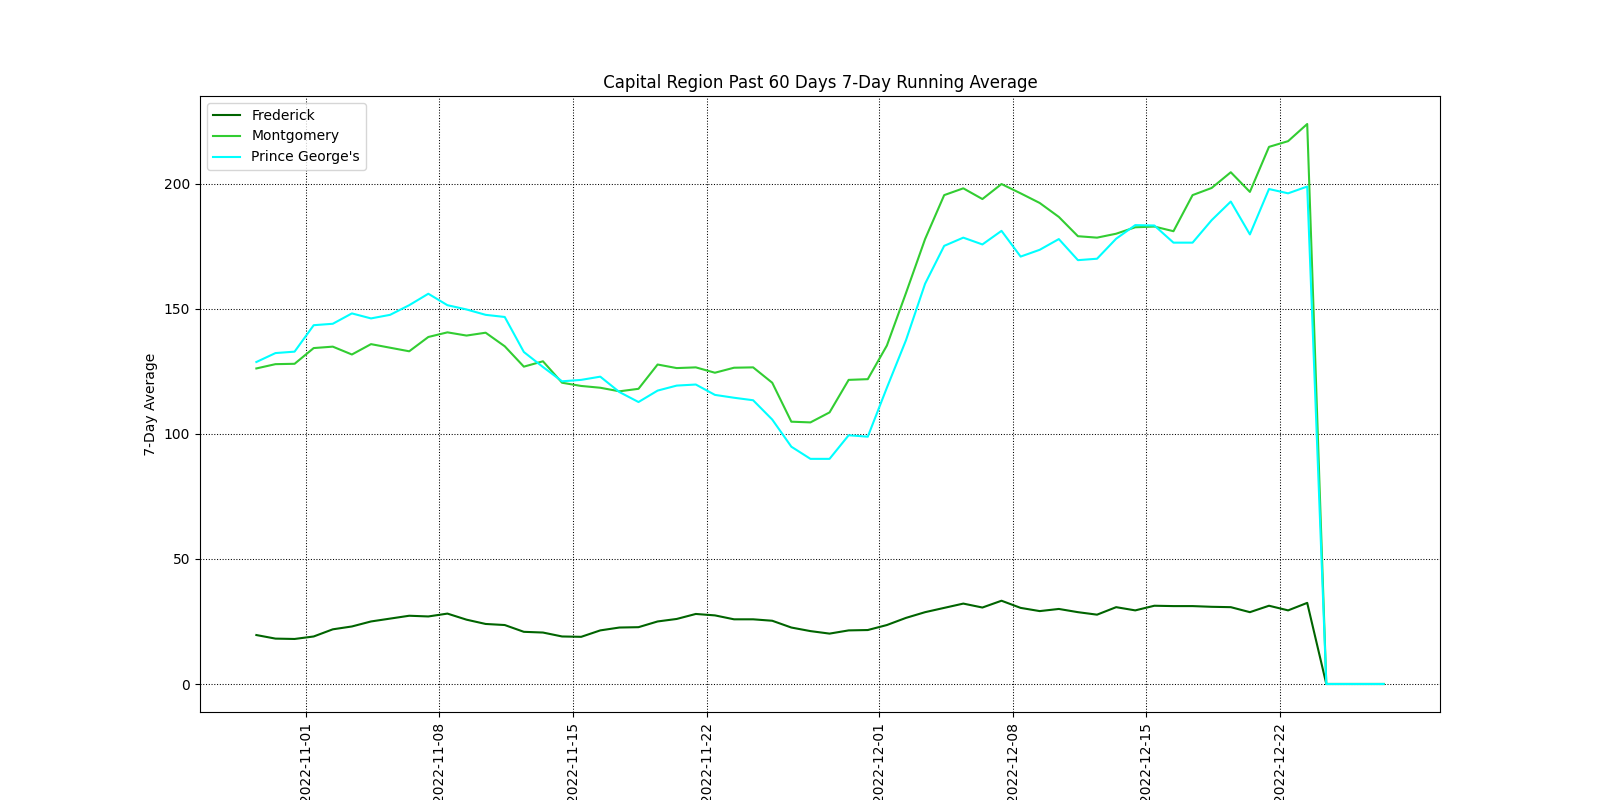 Capital Region Past 60 Days 7-Day Running Average
Frederick
Montgomery
Prince George's
7-Day Average
200
150
100
50
0
2022-11-01
2022-11-08
2022-11-15
2022-11-22
2022-12-01
2022-12-08
2022-12-15
2022-12-22